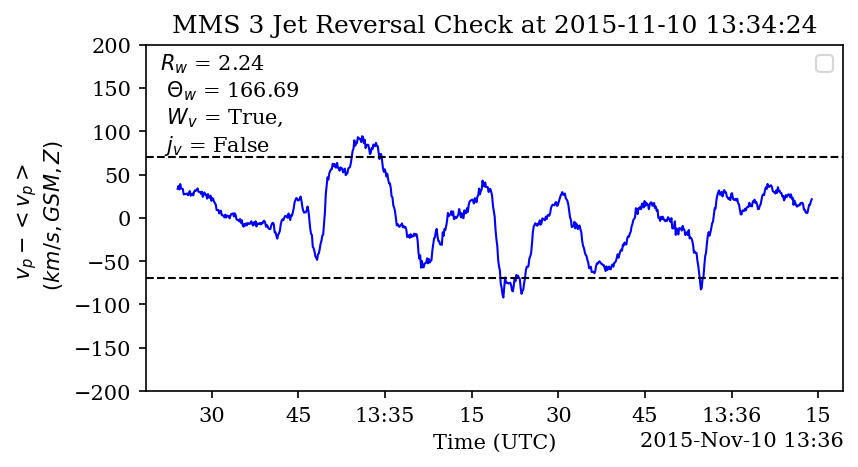 MMS 3 Jet Reversal Check at 2015-11-10 13:34:24
R_w = 2.24
Θ_w = 166.69
W_v = True,
j_v = False
v_p − < v_p >
(km/s, GSM, Z)
200
150
100
50
0
−50
−100
−150
−200
30 45 13:35 15 30 45 13:36 15
Time (UTC)
2015-Nov-10 13:36